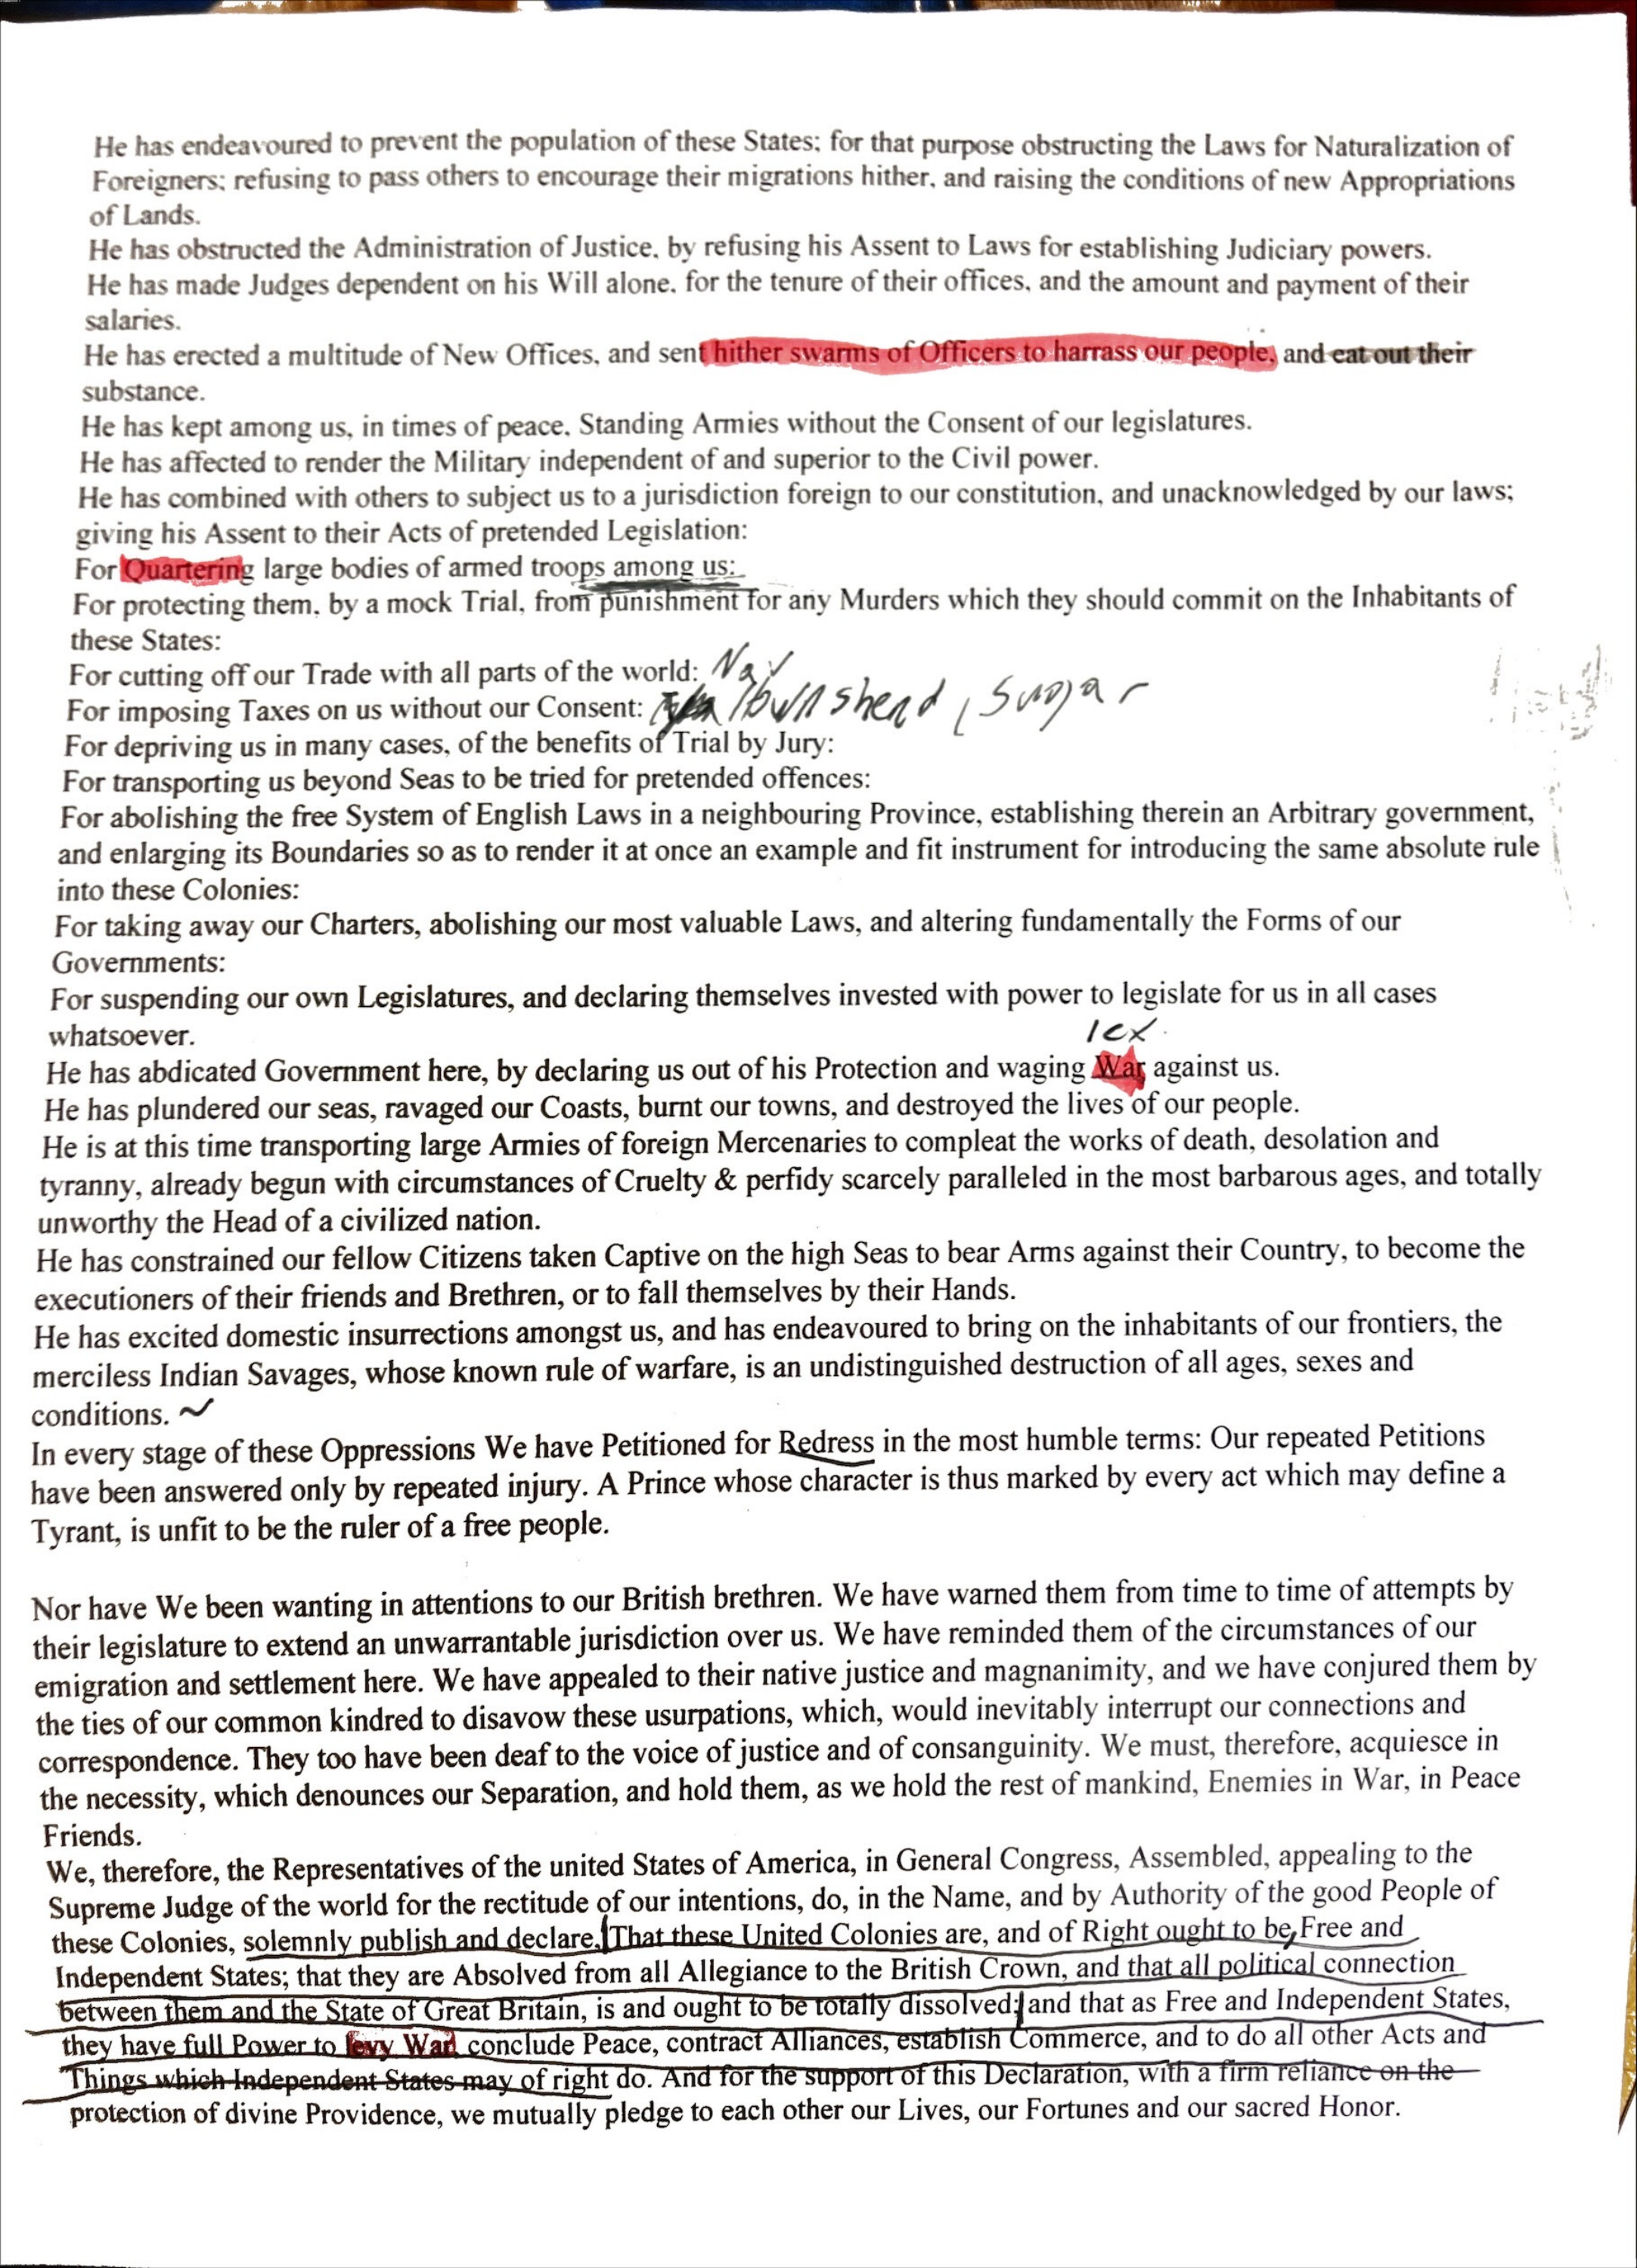 He has endeavoured to prevent the population of these States; for that purpose obstructing the Laws for Naturalization of
Foreigners; refusing to pass others to encourage their migrations hither, and raising the conditions of new Appropriations
of Lands.
He has obstructed the Administration of Justice, by refusing his Assent to Laws for establishing Judiciary powers.
He has made Judges dependent on his Will alone, for the tenure of their offices, and the amount and payment of their
salaries.
He has erected a multitude of New Offices, and sent hither swarms of Officers to harrass our people, and eat out their
substance.
He has kept among us, in times of peace, Standing Armies without the Consent of our legislatures.
He has affected to render the Military independent of and superior to the Civil power.
He has combined with others to subject us to a jurisdiction foreign to our constitution, and unacknowledged by our laws;
giving his Assent to their Acts of pretended Legislation:
For Quartering large bodies of armed troops among us:
For protecting them, by a mock Trial, from punishment for any Murders which they should commit on the Inhabitants of
these States:
For cutting off our Trade with all parts of the world: Nav
For imposing Taxes on us without our Consent: Townshend, Sugar
For depriving us in many cases, of the benefits of Trial by Jury:
For transporting us beyond Seas to be tried for pretended offences:
For abolishing the free System of English Laws in a neighbouring Province, establishing therein an Arbitrary government,
and enlarging its Boundaries so as to render it at once an example and fit instrument for introducing the same absolute rule
into these Colonies:
For taking away our Charters, abolishing our most valuable Laws, and altering fundamentally the Forms of our
Governments:
For suspending our own Legislatures, and declaring themselves invested with power to legislate for us in all cases
whatsoever.
lex
He has abdicated Government here, by declaring us out of his Protection and waging War against us.
He has plundered our seas, ravaged our Coasts, burnt our towns, and destroyed the lives of our people.
He is at this time transporting large Armies of foreign Mercenaries to compleat the works of death, desolation and
tyranny, already begun with circumstances of Cruelty & perfidy scarcely paralleled in the most barbarous ages, and totally
unworthy the Head of a civilized nation.
He has constrained our fellow Citizens taken Captive on the high Seas to bear Arms against their Country, to become the
executioners of their friends and Brethren, or to fall themselves by their Hands.
He has excited domestic insurrections amongst us, and has endeavoured to bring on the inhabitants of our frontiers, the
merciless Indian Savages, whose known rule of warfare, is an undistinguished destruction of all ages, sexes and
conditions.
In every stage of these Oppressions We have Petitioned for Redress in the most humble terms: Our repeated Petitions
have been answered only by repeated injury. A Prince whose character is thus marked by every act which may define a
Tyrant, is unfit to be the ruler of a free people.
Nor have We been wanting in attentions to our British brethren. We have warned them from time to time of attempts by
their legislature to extend an unwarrantable jurisdiction over us. We have reminded them of the circumstances of our
emigration and settlement here. We have appealed to their native justice and magnanimity, and we have conjured them by
the ties of our common kindred to disavow these usurpations, which, would inevitably interrupt our connections and
correspondence. They too have been deaf to the voice of justice and of consanguinity. We must, therefore, acquiesce in
the necessity, which denounces our Separation, and hold them, as we hold the rest of mankind, Enemies in War, in Peace
Friends.
We, therefore, the Representatives of the united States of America, in General Congress, Assembled, appealing to the
Supreme Judge of the world for the rectitude of our intentions, do, in the Name, and by Authority of the good People of
these Colonies, solemnly publish and declare, That these United Colonies are, and of Right ought to be, Free and
Independent States; that they are Absolved from all Allegiance to the British Crown, and that all political connection
between them and the State of Great Britain, is and ought to be totally dissolved; and that as Free and Independent States,
they have full Power to levy War, conclude Peace, contract Alliances, establish Commerce, and to do all other Acts and
Things which Independent States may of right do. And for the support of this Declaration, with a firm reliance on the
protection of divine Providence, we mutually pledge to each other our Lives, our Fortunes and our sacred Honor.